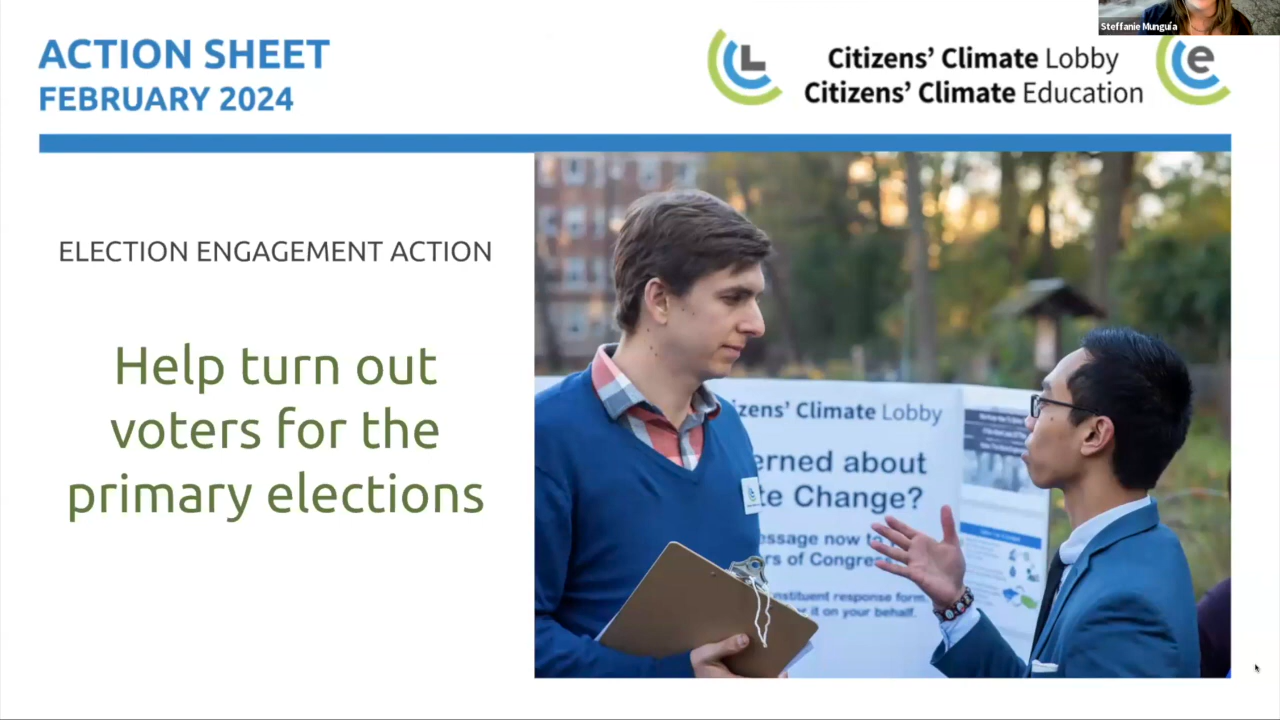 ACTION SHEET
FEBRUARY 2024
Steffanie Munguía
L
Citizens' Climate Lobby
Citizens' Climate Education
e
ELECTION ENGAGEMENT ACTION
Help turn out
voters for the
primary elections
izens' Climate Lobby
erned about
te Change?
essage now to
rs of Congre
nstituent response form
r it on your behalf.